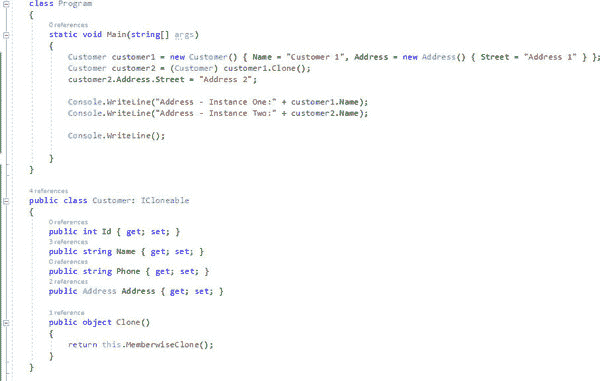 class Program
{
0 references
static void Main(string[] args)
{
Customer customer1 = new Customer() { Name = "Customer 1", Address = new Address() { Street = "Address 1" } };
Customer customer2 = (Customer) customer1.Clone();
customer2.Address.Street = "Address 2";
Console.WriteLine("Address - Instance One:" + customer1.Name);
Console.WriteLine("Address - Instance Two:" + customer2.Name);
Console.WriteLine();
}
}
4 references
public class Customer: ICloneable
{
0 references
public int Id { get; set; }
3 references
public string Name { get; set; }
0 references
public string Phone { get; set; }
2 references
public Address Address { get; set; }
1 reference
public object Clone()
{
return this.MemberwiseClone();
}
}